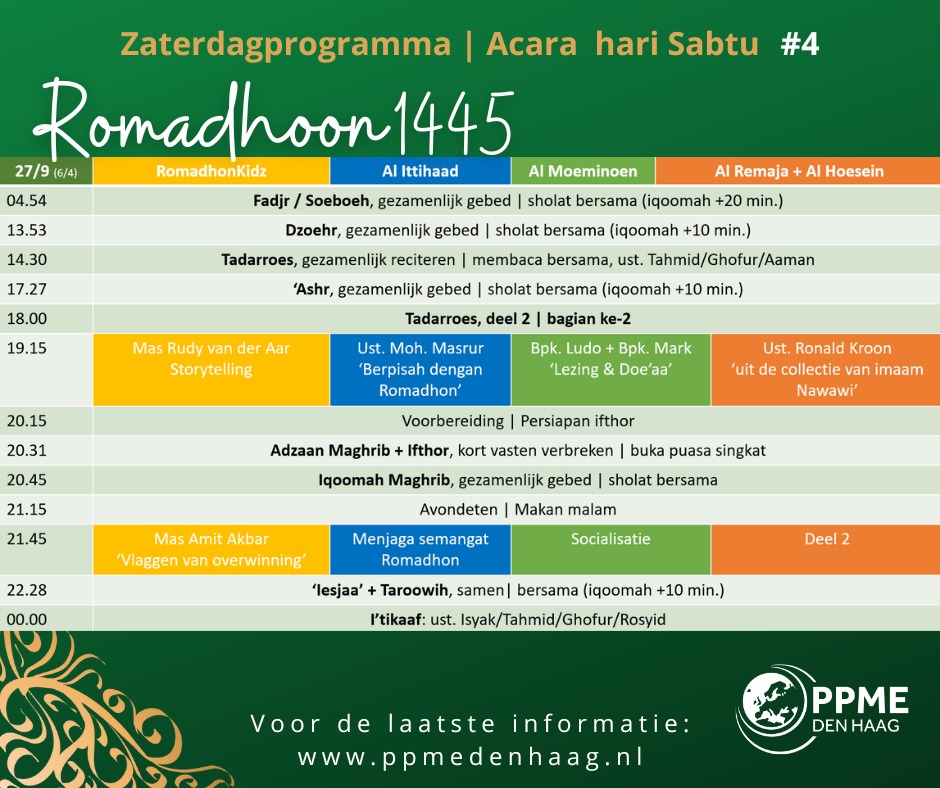 Zaterdagprogramma | Acara hari Sabtu #4
Romadhoon 1445
27/9 (6/4) RomadhonKidz Al Ittihaad Al Moeminoen Al Remaja + Al Hoesein
04.54 Fadjr / Soeboeh, gezamenlijk gebed | sholat bersama (iqoomah +20 min.)
13.53 Dzoehr, gezamenlijk gebed | sholat bersama (iqoomah +10 min.)
14.30 Tadarroes, gezamenlijk reciteren | membaca bersama, ust. Tahmid/Ghofur/Aaman
17.27 ‘Ashr, gezamenlijk gebed | sholat bersama (iqoomah +10 min.)
18.00 Tadarroes, deel 2 | bagian ke-2
19.15 Mas Rudy van der Aar Ust. Moh. Masrur Bpk. Ludo + Bpk. Mark Ust. Ronald Kroon
Storytelling ‘Berpisah dengan ‘Lezing & Doe’aa’ ‘uit de collectie van imaam
Romadhon’ Nawawi’
20.15 Voorbereiding | Persiapan ifthor
20.31 Adzaan Maghrib + Ifthor, kort vasten verbreken | buka puasa singkat
20.45 Iqoomah Maghrib, gezamenlijk gebed | sholat bersama
21.15 Avondeten | Makan malam
21.45 Mas Amit Akbar Menjaga semangat Socialisatie Deel 2
‘Vlaggen van overwinning’ Romadhon
22.28 ‘Iesjaa’ + Taroowih, samen| bersama (iqoomah +10 min.)
00.00 I’tikaaf: ust. Isyak/Tahmid/Ghofur/Rosyid
Voor de laatste informatie:
www.ppmedenhaag.nl
PPME
DEN HAAG